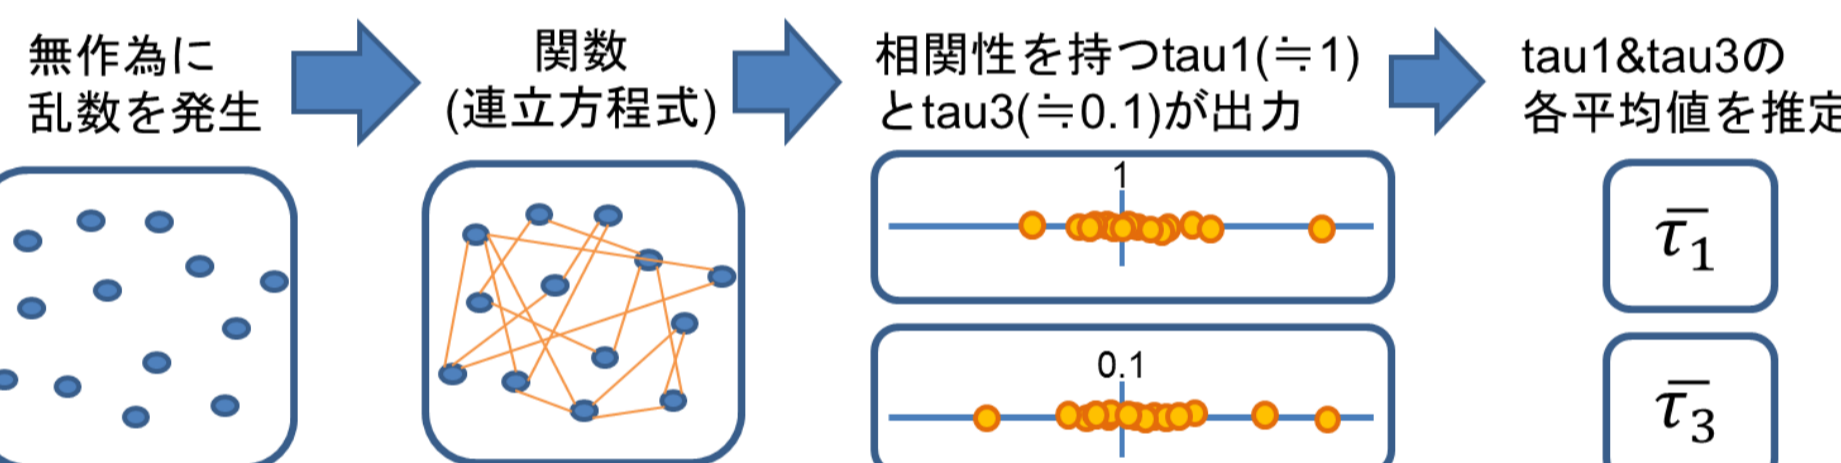 無作為に
乱数を発生
関数
(連立方程式)
相関性を持つtau1(≒1)
とtau3(≒0.1)が出力
tau1&tau3の
各平均値を推定
1
0.1
τ̅₁
τ̅₃